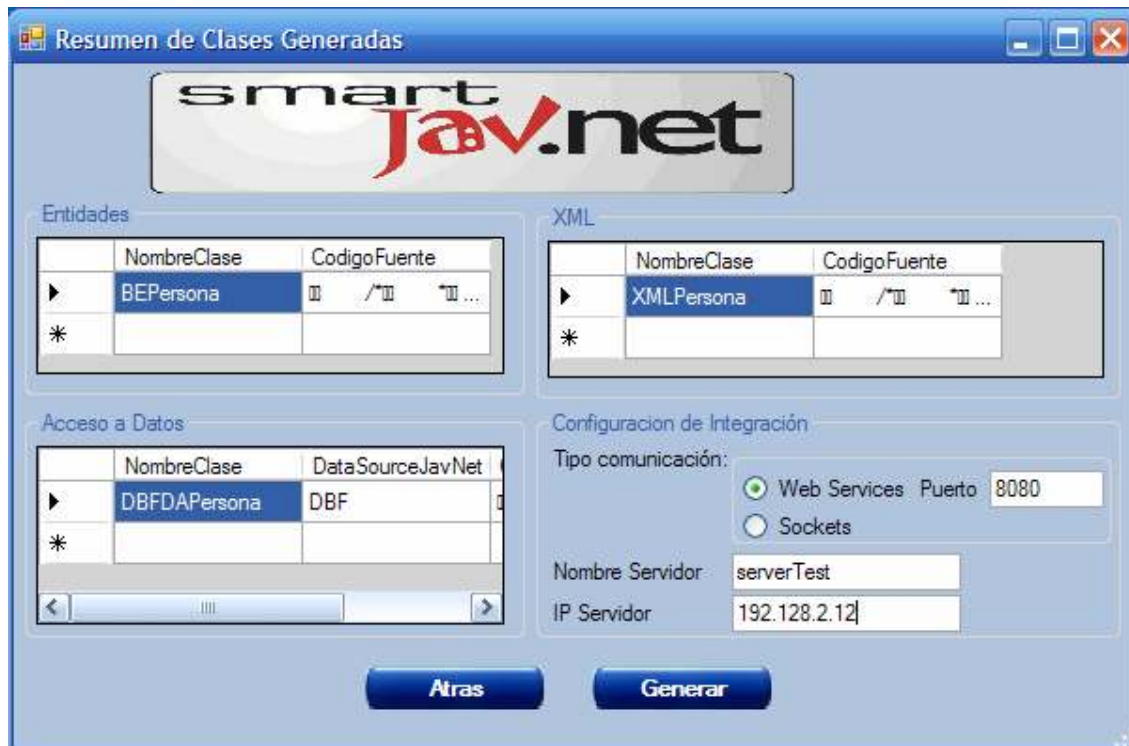 Resumen de Clases Generadas
smart
Jav.net
Entidades
NombreClase CodigoFuente
BEPersona /* * ...
XML
NombreClase CodigoFuente
XMLPersona /* * ...
Acceso a Datos
NombreClase DataSourceJavNet
DBFDAPersona DBF
Configuracion de Integración
Tipo comunicación:
Web Services Puerto 8080
Sockets
Nombre Servidor serverTest
IP Servidor 192.128.2.12
Atras Generar